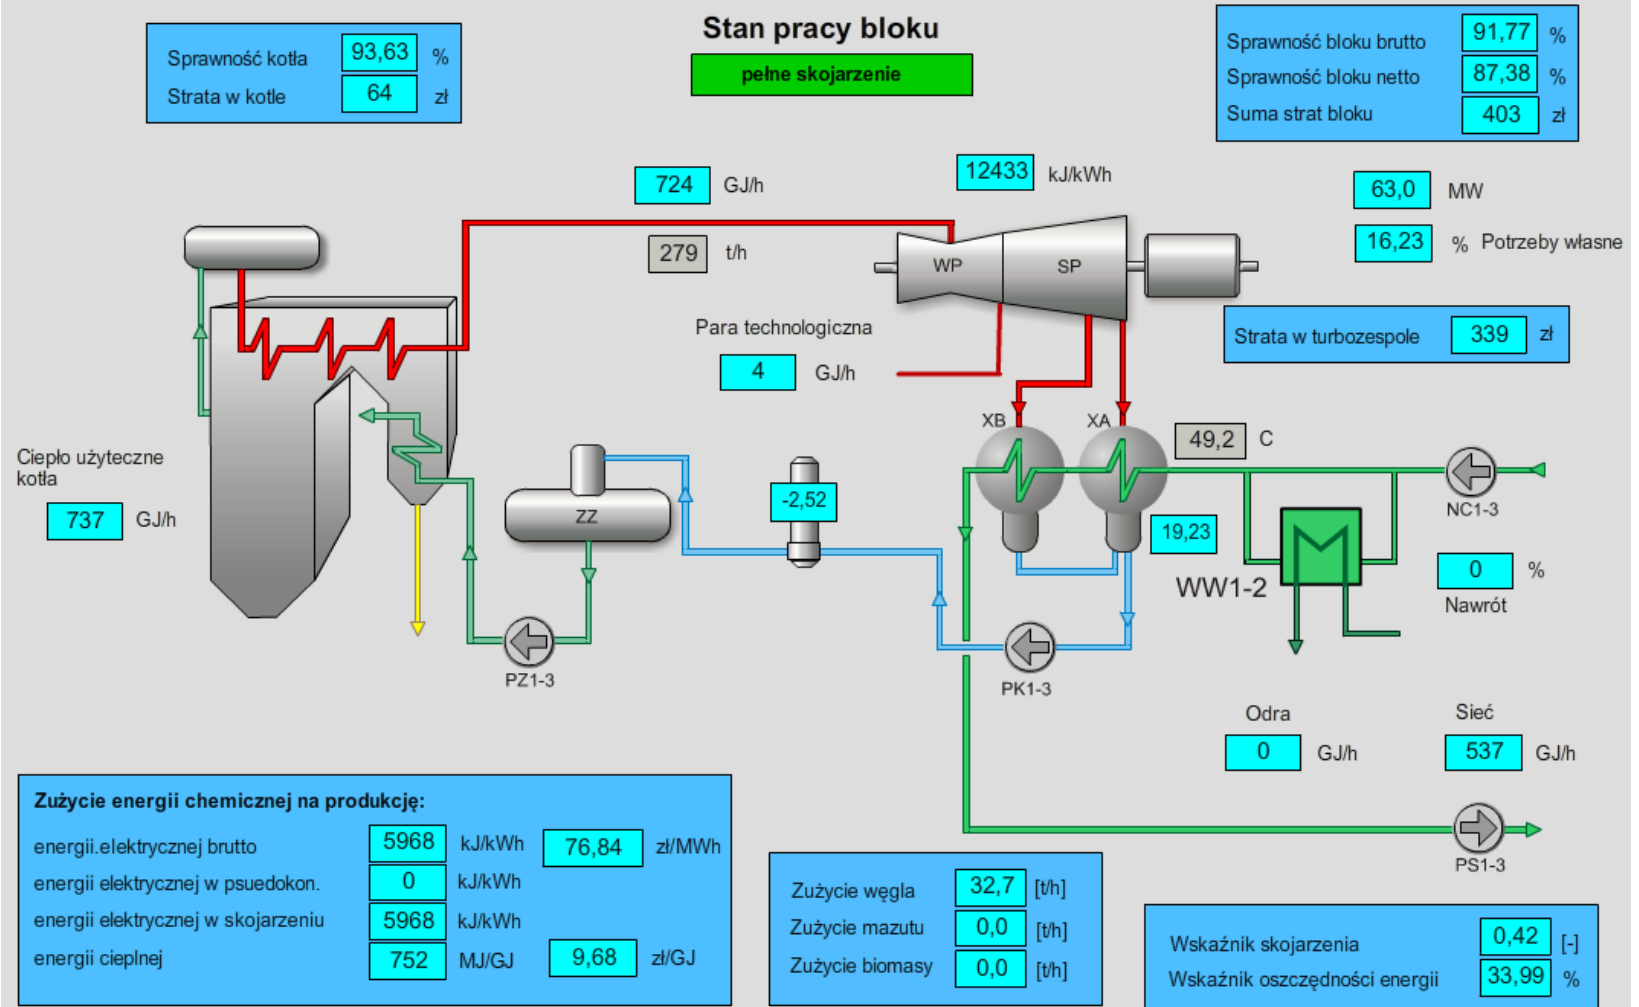 Stan pracy bloku
pełne skojarzenie
Sprawność kotła 93,63 %
Strata w kotle 64 zł
Sprawność bloku brutto 91,77 %
Sprawność bloku netto 87,38 %
Suma strat bloku 403 zł
724 GJ/h
12433 kJ/kWh
63,0 MW
279 t/h
16,23 % Potrzeby własne
WP SP
Para technologiczna
4 GJ/h
Strata w turbozespole 339 zł
XB XA
49,2 C
Ciepło użyteczne
kotła
737 GJ/h
ZZ
-2,52
19,23
NC1-3
WW1-2
0 %
Nawrót
PZ1-3
PK1-3
Odra Sieć
0 GJ/h 537 GJ/h
PS1-3
Zużycie energii chemicznej na produkcję:
energii.elektrycznej brutto 5968 kJ/kWh 76,84 zł/MWh
energii elektrycznej w psuedokon. 0 kJ/kWh
energii elektrycznej w skojarzeniu 5968 kJ/kWh
energii cieplnej 752 MJ/GJ 9,68 zł/GJ
Zużycie węgla 32,7 [t/h]
Zużycie mazutu 0,0 [t/h]
Zużycie biomasy 0,0 [t/h]
Wskaźnik skojarzenia 0,42 [-]
Wskaźnik oszczędności energii 33,99 %